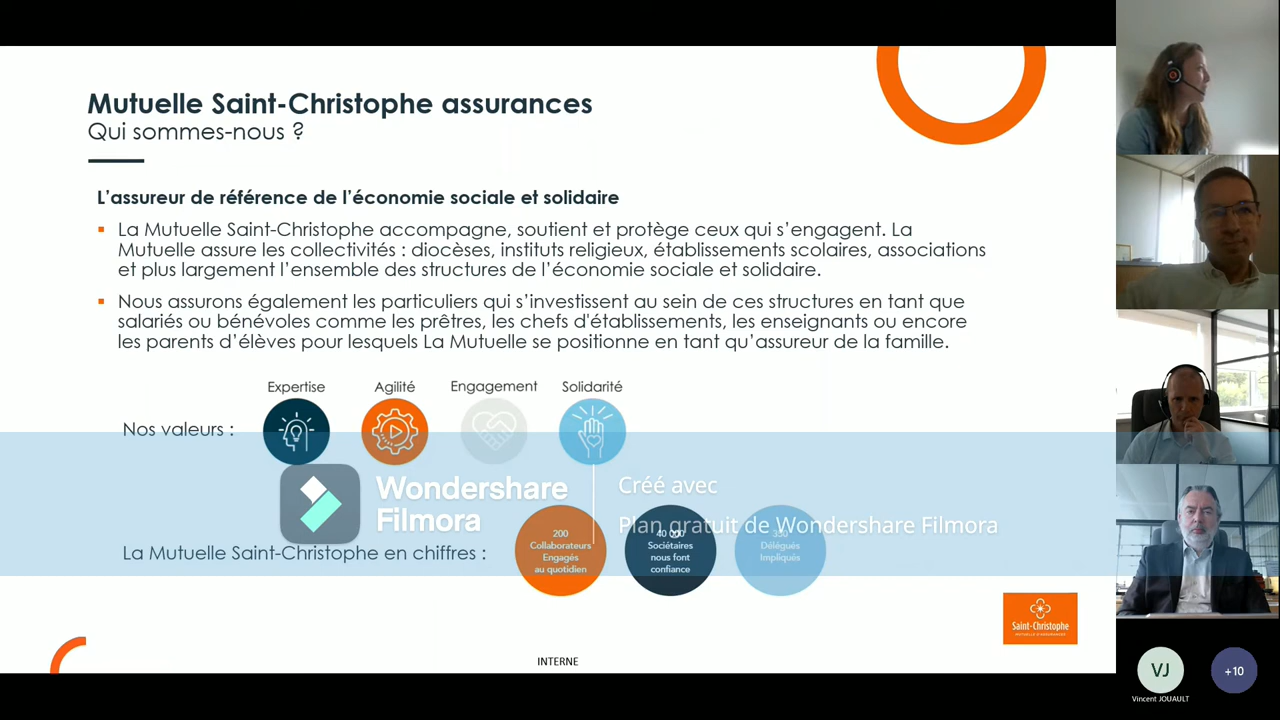 Mutuelle Saint-Christophe assurances
Qui sommes-nous ?
L'assureur de référence de l'économie sociale et solidaire
La Mutuelle Saint-Christophe accompagne, soutient et protège ceux qui s'engagent. La
Mutuelle assure les collectivités : diocèses, instituts religieux, établissements scolaires, associations
et plus largement l'ensemble des structures de l'économie sociale et solidaire.
Nous assurons également les particuliers qui s'investissent au sein de ces structures en tant que
salariés ou bénévoles comme les prêtres, les chefs d'établissements, les enseignants ou encore
les parents d'élèves pour lesquels La Mutuelle se positionne en tant qu'assureur de la famille.
Expertise
Agilité
Engagement
Solidarité
Nos valeurs :
Wondershare
Filmora
Créé avec
Plan gratuit de Wondershare Filmora
La Mutuelle Saint-Christophe en chiffres :
200
Collaborateurs
Engagés
au quotidien
40 000
Sociétaires
nous font
confiance
Délégués
Impliqués
Saint-Christophe
INTERNE
VJ
+10
Vincent JOUAULT